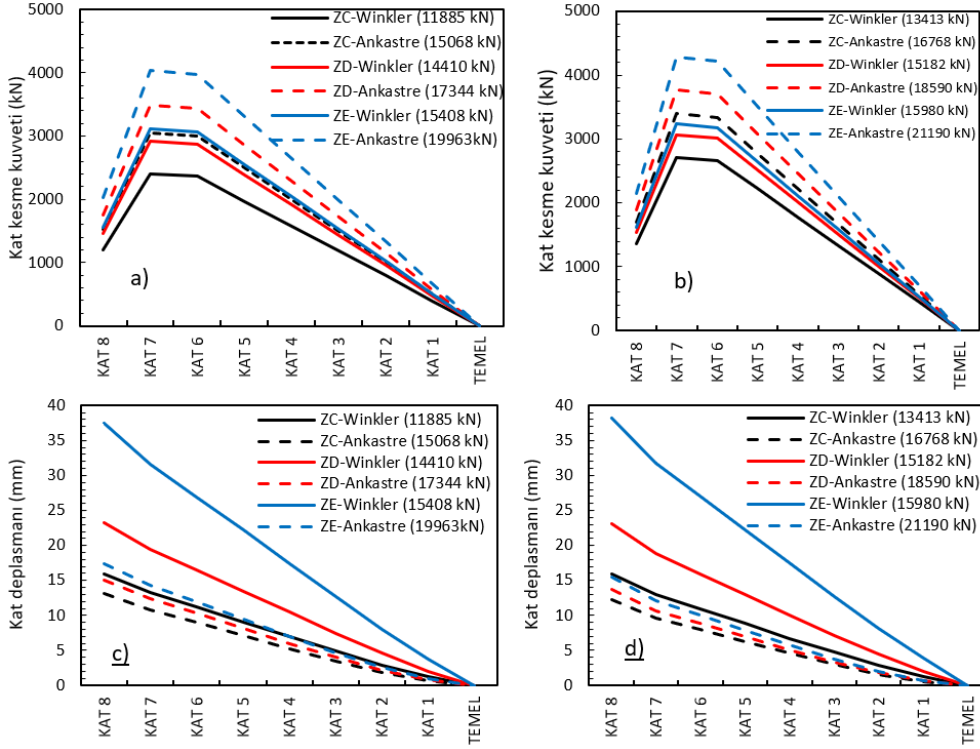 5000
4000
3000
2000
1000
0
Kat kesme kuvveti (kN)
ZC-Winkler (11885 kN)
ZC-Ankastre (15068 kN)
ZD-Winkler (14410 kN)
ZD-Ankastre (17344 kN)
ZE-Winkler (15408 kN)
ZE-Ankastre (19963kN)
a)
KAT 8
KAT 7
KAT 6
KAT 5
KAT 4
KAT 3
KAT 2
KAT 1
TEMEL
5000
4000
3000
2000
1000
0
Kat kesme kuvveti (kN)
ZC-Winkler (13413 kN)
ZC-Ankastre (16768 kN)
ZD-Winkler (15182 kN)
ZD-Ankastre (18590 kN)
ZE-Winkler (15980 kN)
ZE-Ankastre (21190 kN)
b)
KAT 8
KAT 7
KAT 6
KAT 5
KAT 4
KAT 3
KAT 2
KAT 1
TEMEL
40
35
30
25
20
15
10
5
0
Kat deplasmanı (mm)
ZC-Winkler (11885 kN)
ZC-Ankastre (15068 kN)
ZD-Winkler (14410 kN)
ZD-Ankastre (17344 kN)
ZE-Winkler (15408 kN)
ZE-Ankastre (19963kN)
c)
KAT 8
KAT 7
KAT 6
KAT 5
KAT 4
KAT 3
KAT 2
KAT 1
TEMEL
40
35
30
25
20
15
10
5
0
Kat deplasmanı (mm)
ZC-Winkler (13413 kN)
ZC-Ankastre (16768 kN)
ZD-Winkler (15182 kN)
ZD-Ankastre (18590 kN)
ZE-Winkler (15980 kN)
ZE-Ankastre (21190 kN)
d)
KAT 8
KAT 7
KAT 6
KAT 5
KAT 4
KAT 3
KAT 2
KAT 1
TEMEL